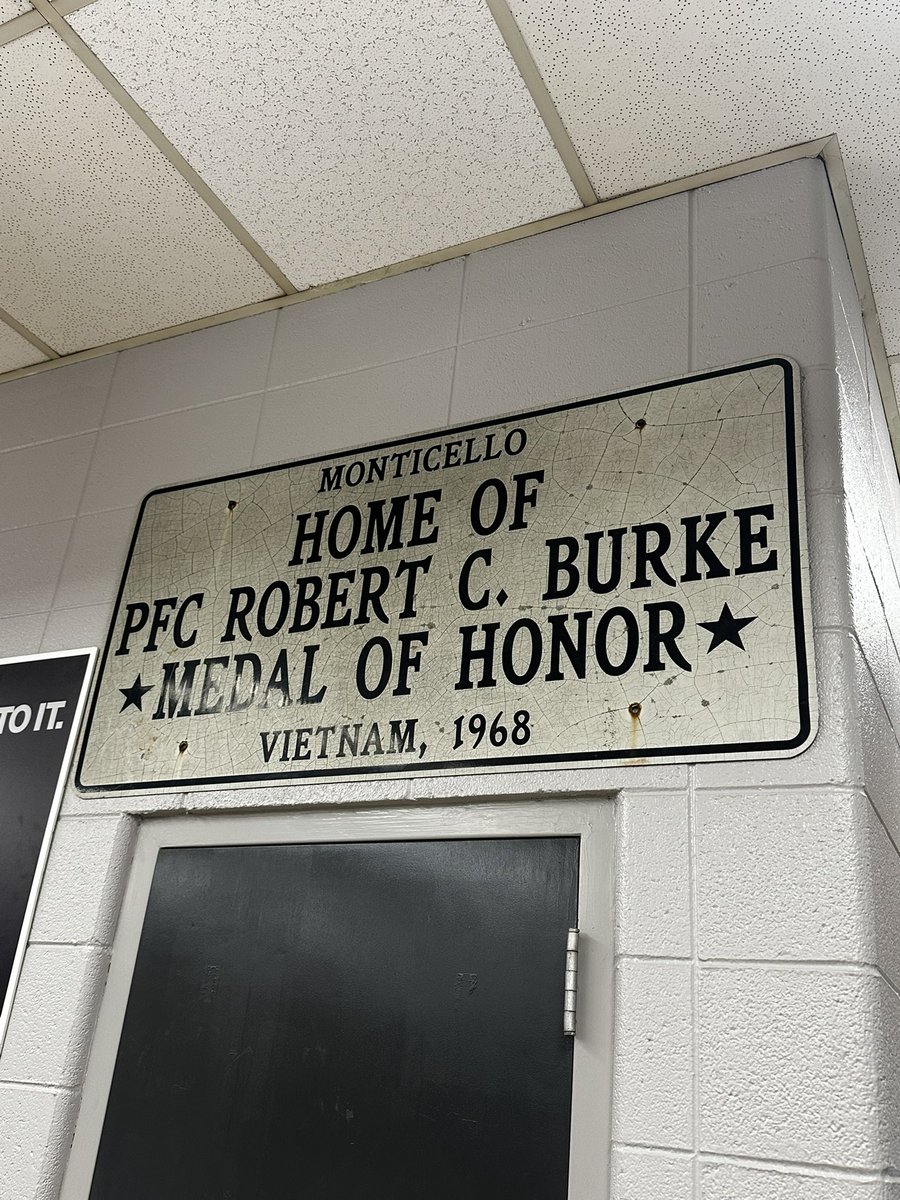 MONTICELLO
HOME OF
PFC ROBERT C. BURKE
★MEDAL OF HONOR★
VIETNAM, 1968
TO IT.